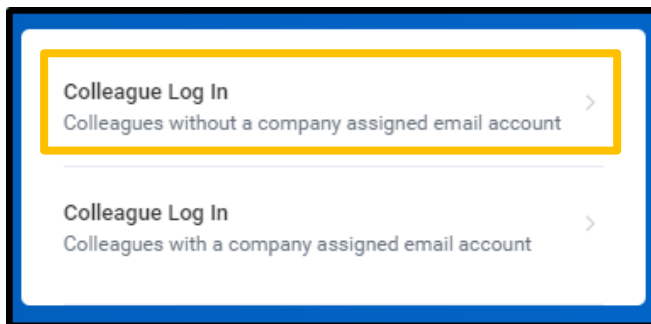 Colleague Log In
Colleagues without a company assigned email account
Colleague Log In
Colleagues with a company assigned email account